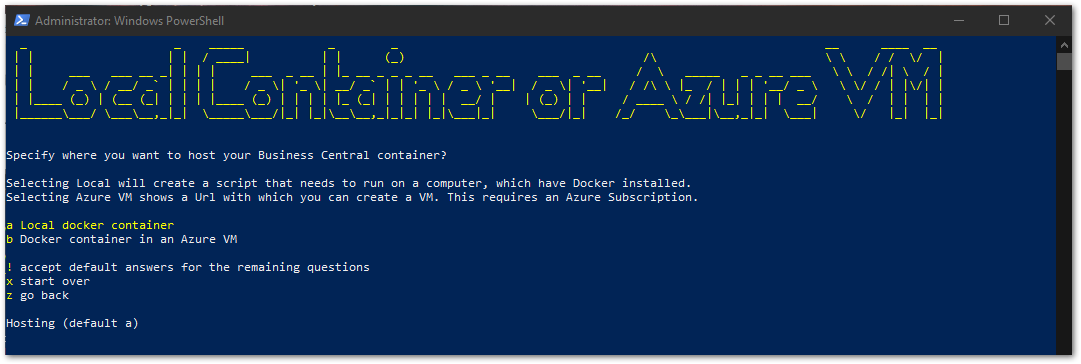 Administrator: Windows PowerShell
Local Container or Azure VM
Specify where you want to host your Business Central container?
Selecting Local will create a script that needs to run on a computer, which have Docker installed.
Selecting Azure VM shows a Url with which you can create a VM. This requires an Azure Subscription.
a Local docker container
b Docker container in an Azure VM
! accept default answers for the remaining questions
x start over
z go back
Hosting (default a)